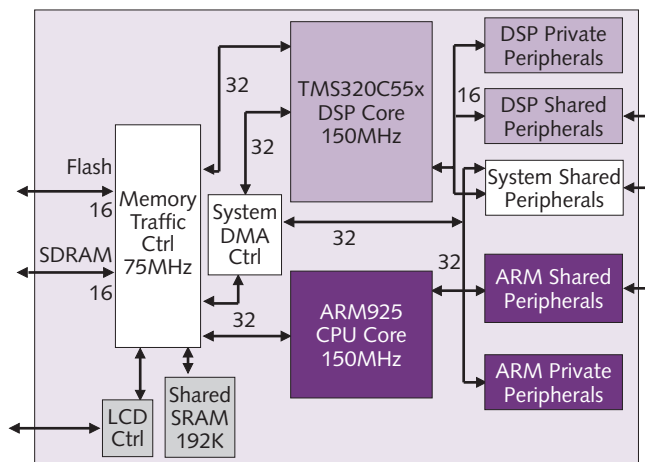 DSP Private
Peripherals
TMS320C55x
DSP Core
150MHz
32
16
DSP Shared
Peripherals
32
Flash
16
Memory
Traffic
Ctrl
75MHz
System Shared
Peripherals
System
DMA
Ctrl
32
SDRAM
16
32
ARM Shared
Peripherals
32
ARM925
CPU Core
150MHz
ARM Private
Peripherals
Shared
SRAM
192K
LCD
Ctrl